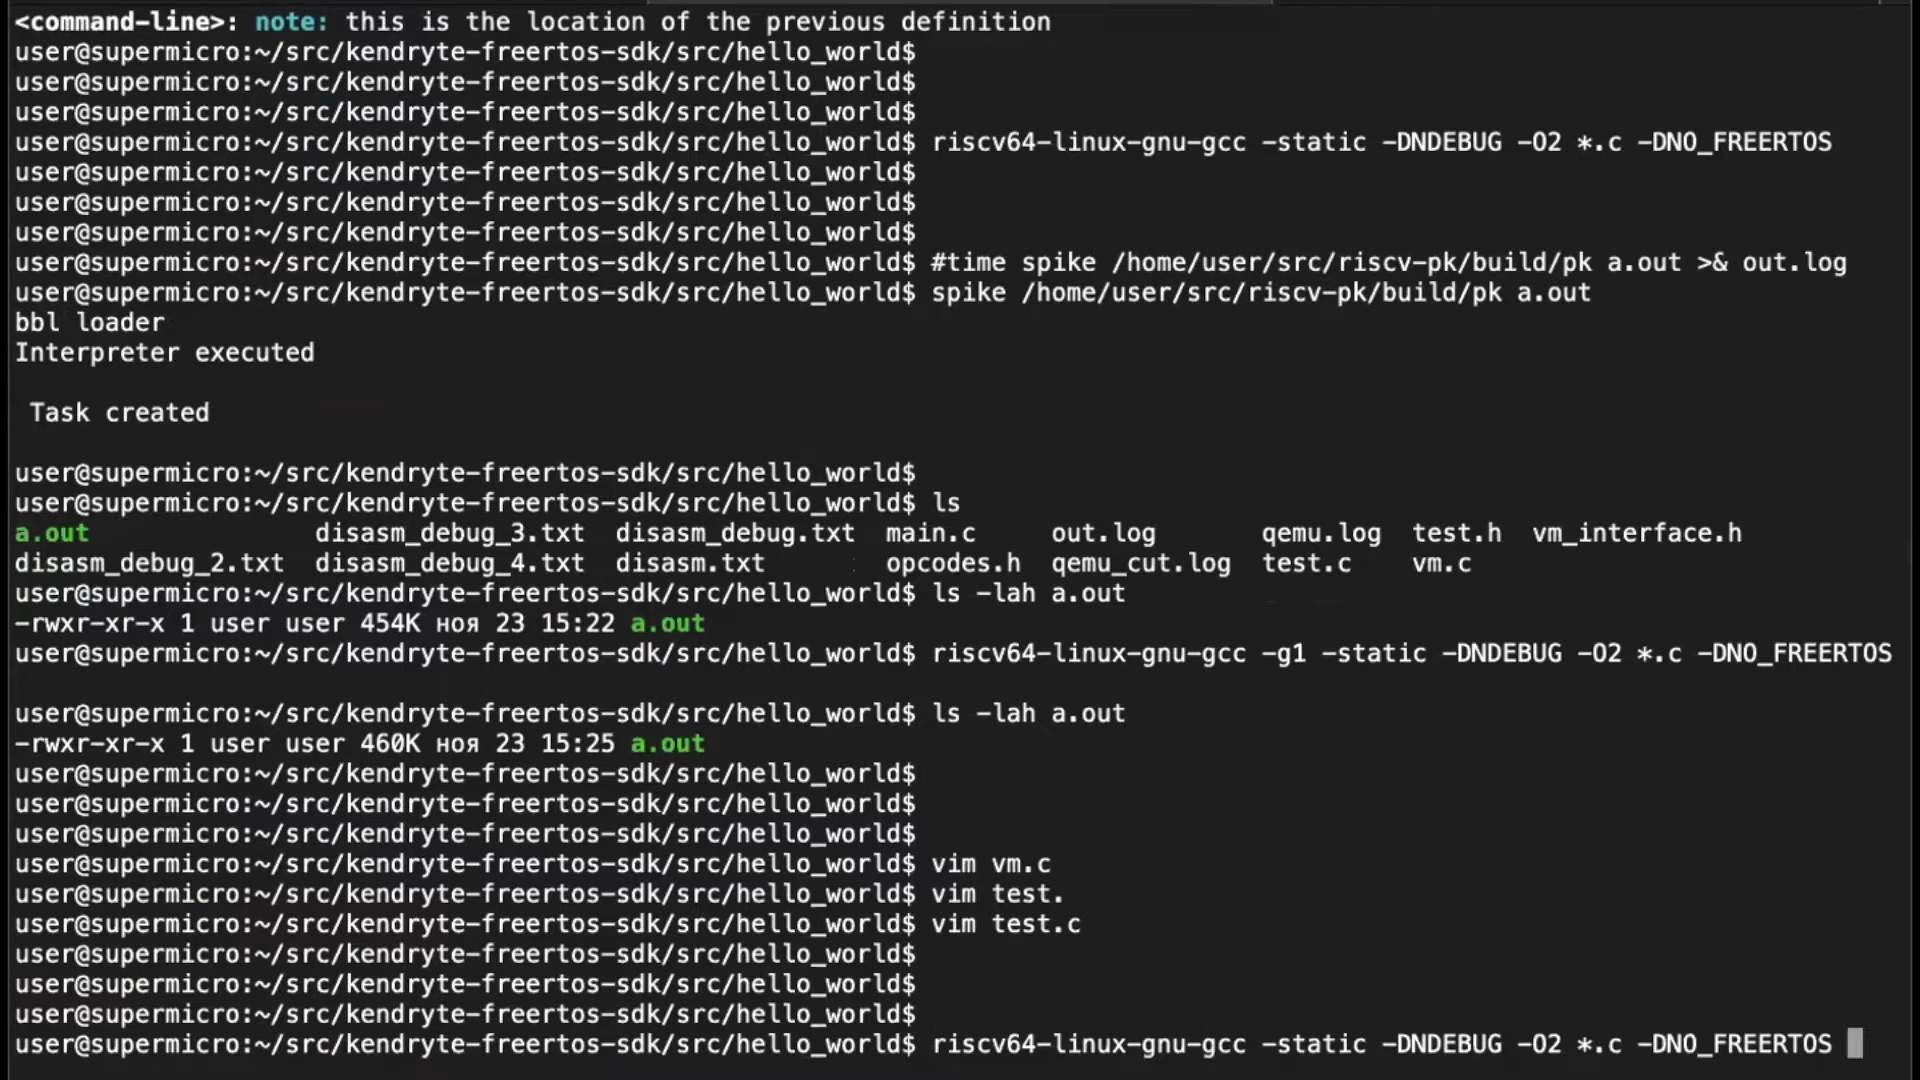 <command-line>: note: this is the location of the previous definition
user@supermicro:~/src/kendryte-freertos-sdk/src/hello_world$
user@supermicro:~/src/kendryte-freertos-sdk/src/hello_world$
user@supermicro:~/src/kendryte-freertos-sdk/src/hello_world$
user@supermicro:~/src/kendryte-freertos-sdk/src/hello_world$ riscv64-linux-gnu-gcc -static -DNDEBUG -O2 *.c -DNO_FREERTOS
user@supermicro:~/src/kendryte-freertos-sdk/src/hello_world$
user@supermicro:~/src/kendryte-freertos-sdk/src/hello_world$
user@supermicro:~/src/kendryte-freertos-sdk/src/hello_world$
user@supermicro:~/src/kendryte-freertos-sdk/src/hello_world$ #time spike /home/user/src/riscv-pk/build/pk a.out >& out.log
user@supermicro:~/src/kendryte-freertos-sdk/src/hello_world$ spike /home/user/src/riscv-pk/build/pk a.out
bbl loader
Interpreter executed
Task created
user@supermicro:~/src/kendryte-freertos-sdk/src/hello_world$
user@supermicro:~/src/kendryte-freertos-sdk/src/hello_world$ ls
a.out disasm_debug_3.txt disasm_debug.txt main.c out.log qemu.log test.h vm_interface.h
disasm_debug_2.txt disasm_debug_4.txt disasm.txt opcodes.h qemu_cut.log test.c vm.c
user@supermicro:~/src/kendryte-freertos-sdk/src/hello_world$ ls -lah a.out
-rwxr-xr-x 1 user user 454K ноя 23 15:22 a.out
user@supermicro:~/src/kendryte-freertos-sdk/src/hello_world$ riscv64-linux-gnu-gcc -g1 -static -DNDEBUG -O2 *.c -DNO_FREERTOS
user@supermicro:~/src/kendryte-freertos-sdk/src/hello_world$ ls -lah a.out
-rwxr-xr-x 1 user user 460K ноя 23 15:25 a.out
user@supermicro:~/src/kendryte-freertos-sdk/src/hello_world$
user@supermicro:~/src/kendryte-freertos-sdk/src/hello_world$
user@supermicro:~/src/kendryte-freertos-sdk/src/hello_world$
user@supermicro:~/src/kendryte-freertos-sdk/src/hello_world$ vim vm.c
user@supermicro:~/src/kendryte-freertos-sdk/src/hello_world$ vim test.
user@supermicro:~/src/kendryte-freertos-sdk/src/hello_world$ vim test.c
user@supermicro:~/src/kendryte-freertos-sdk/src/hello_world$
user@supermicro:~/src/kendryte-freertos-sdk/src/hello_world$
user@supermicro:~/src/kendryte-freertos-sdk/src/hello_world$
user@supermicro:~/src/kendryte-freertos-sdk/src/hello_world$ riscv64-linux-gnu-gcc -static -DNDEBUG -O2 *.c -DNO_FREERTOS